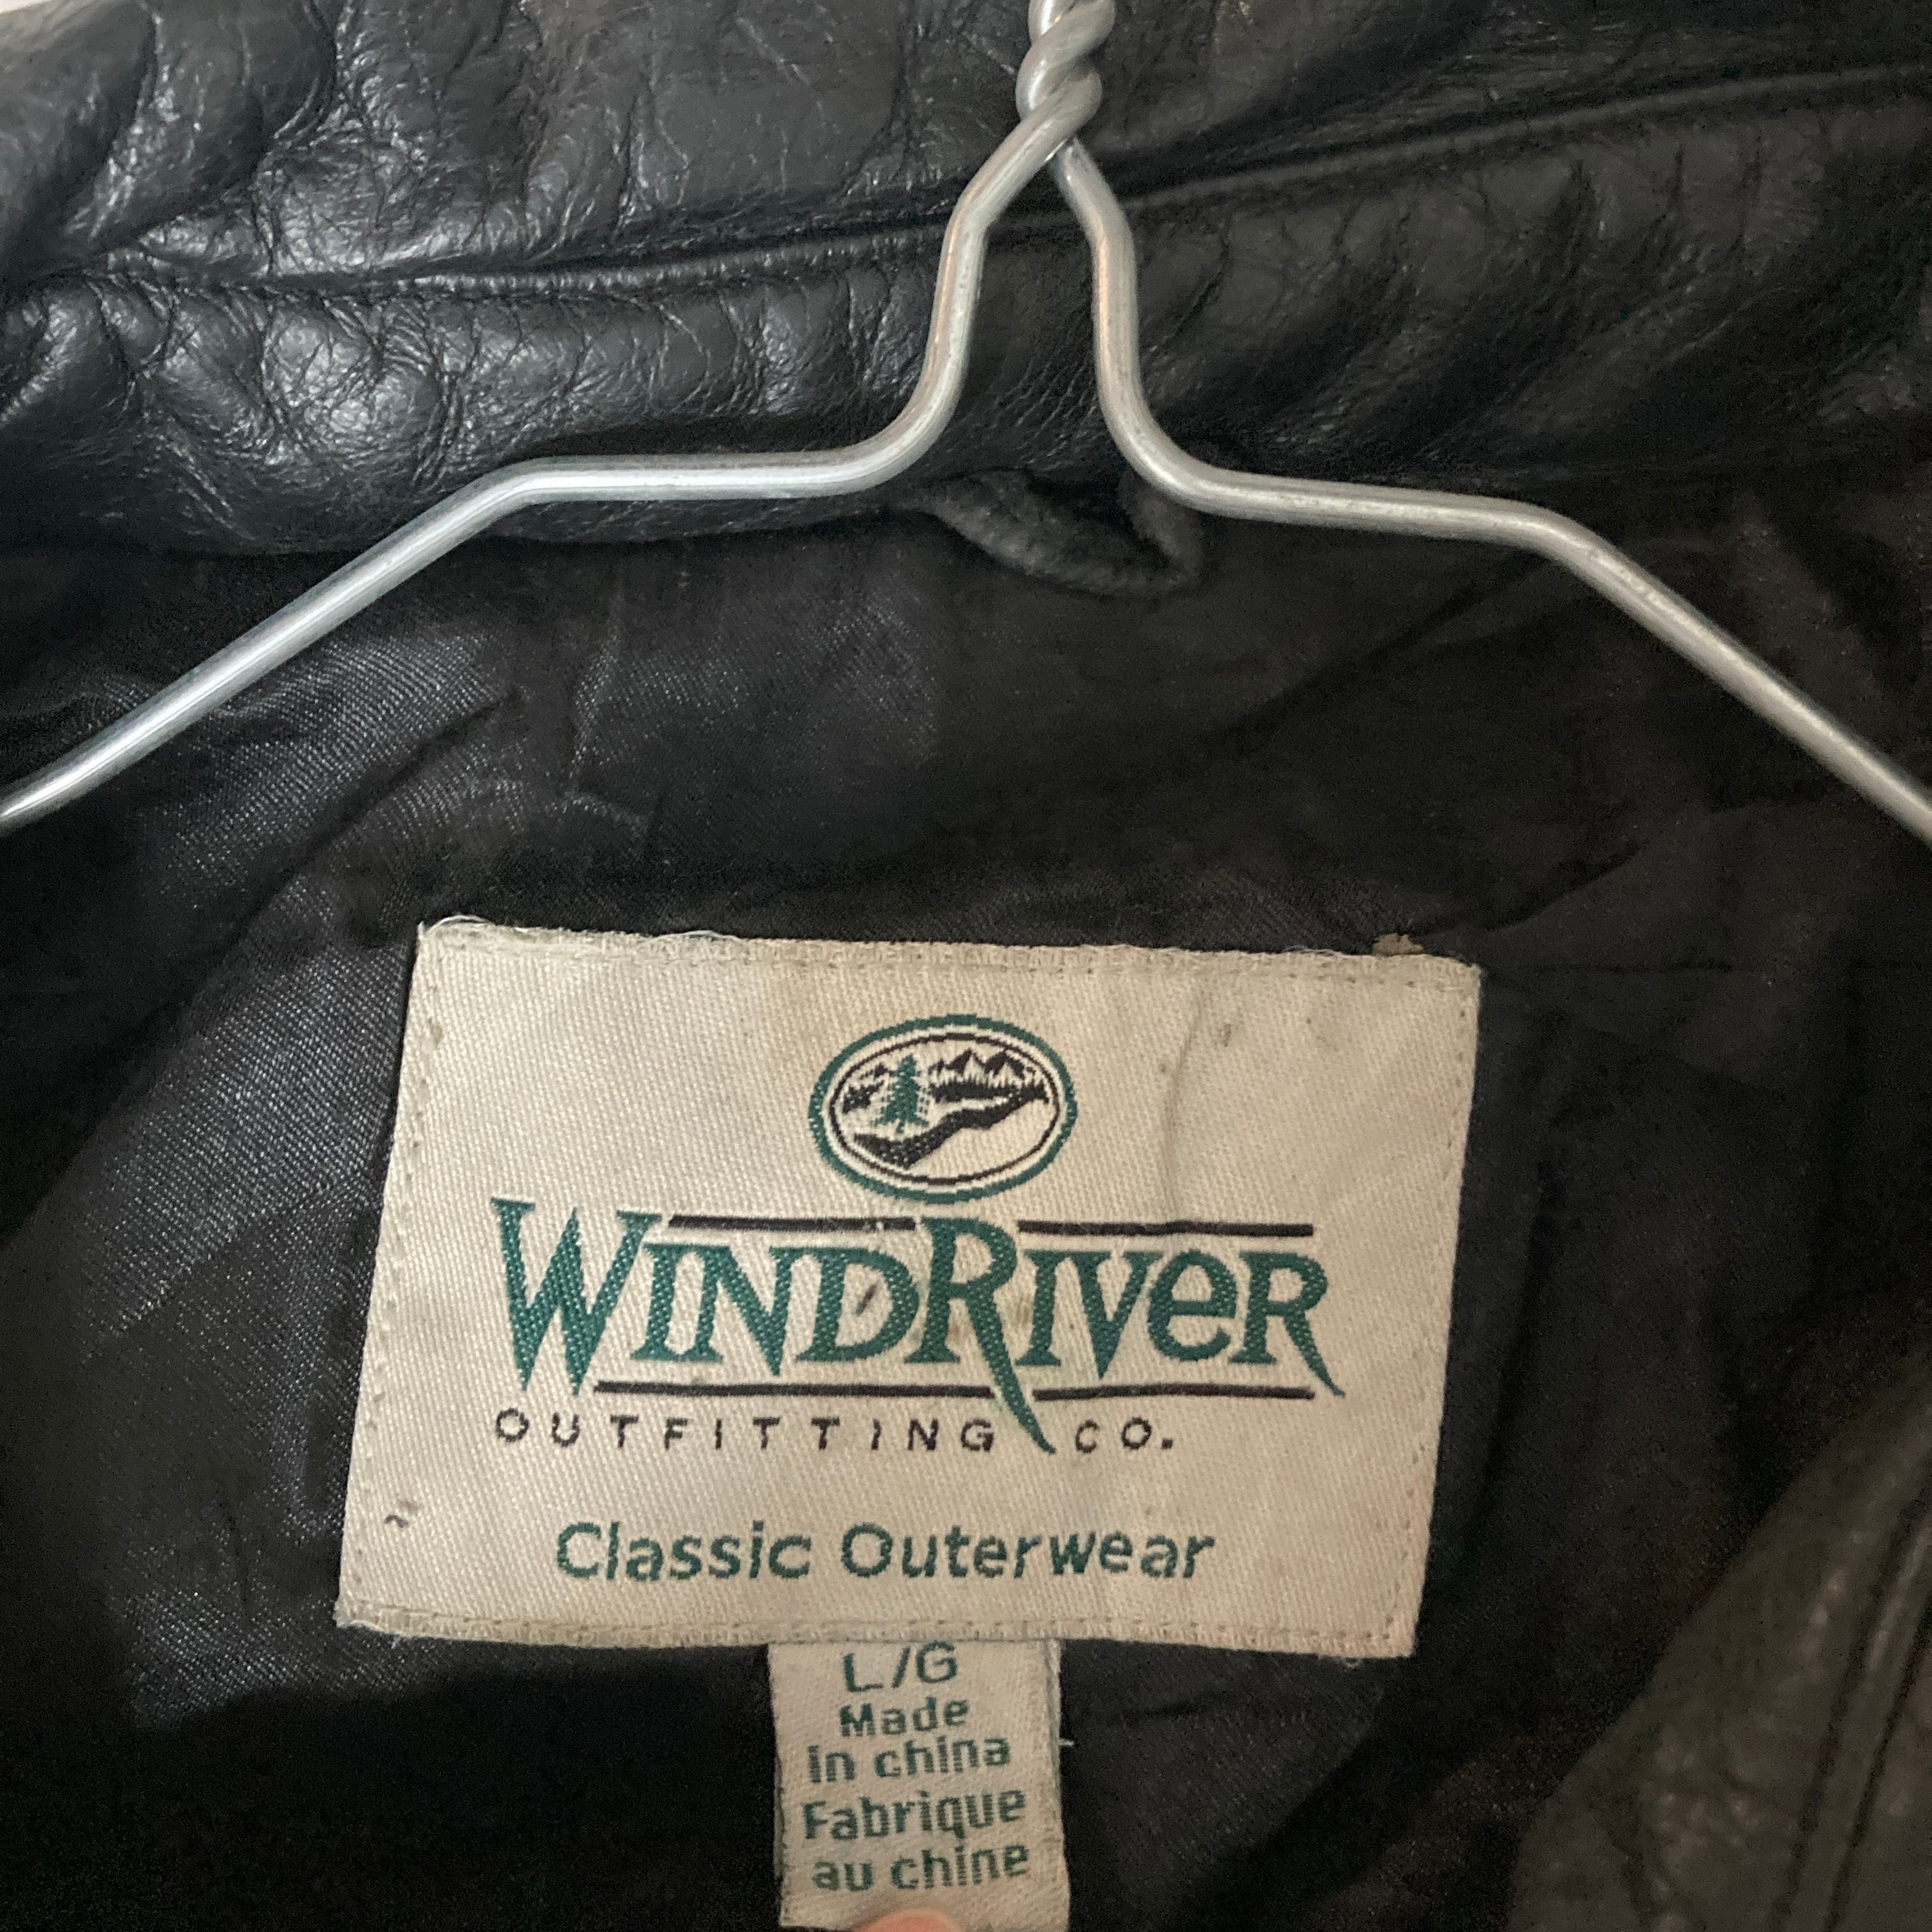 WINDRIVER
OUTFITTING CO.
Classic Outerwear
L/G
Made
in china
Fabrique
au chine